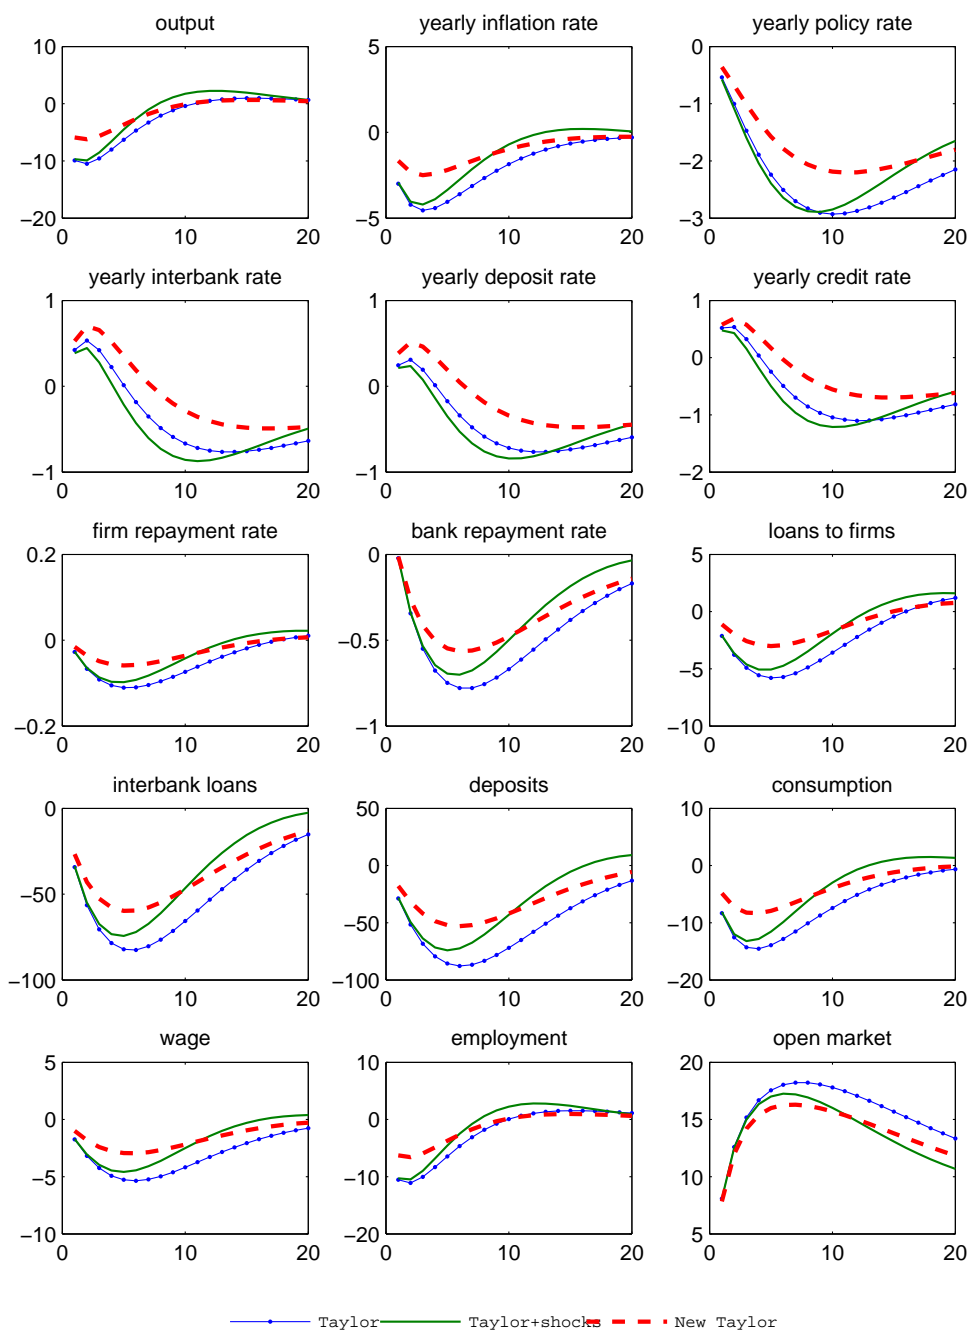 output yearly inflation rate yearly policy rate
10 5 0
0 0 −1
−10 −2
−20 −5 −3
0 10 20 0 10 20 0 10 20
yearly interbank rate yearly deposit rate yearly credit rate
1 1 1
0 0 0
−1
−1 −1 −2
0 10 20 0 10 20 0 10 20
firm repayment rate bank repayment rate loans to firms
0.2 0 5
0 −0.5 0
−5
−0.2 −1 −10
0 10 20 0 10 20 0 10 20
interbank loans deposits consumption
0 50 10
−50 0 0
−50 −10
−100 −100 −20
0 10 20 0 10 20 0 10 20
wage employment open market
5 10 20
0 0 15
−5 −10 10
−10 −20 5
0 10 20 0 10 20 0 10 20
Taylor Taylor+shocks New Taylor